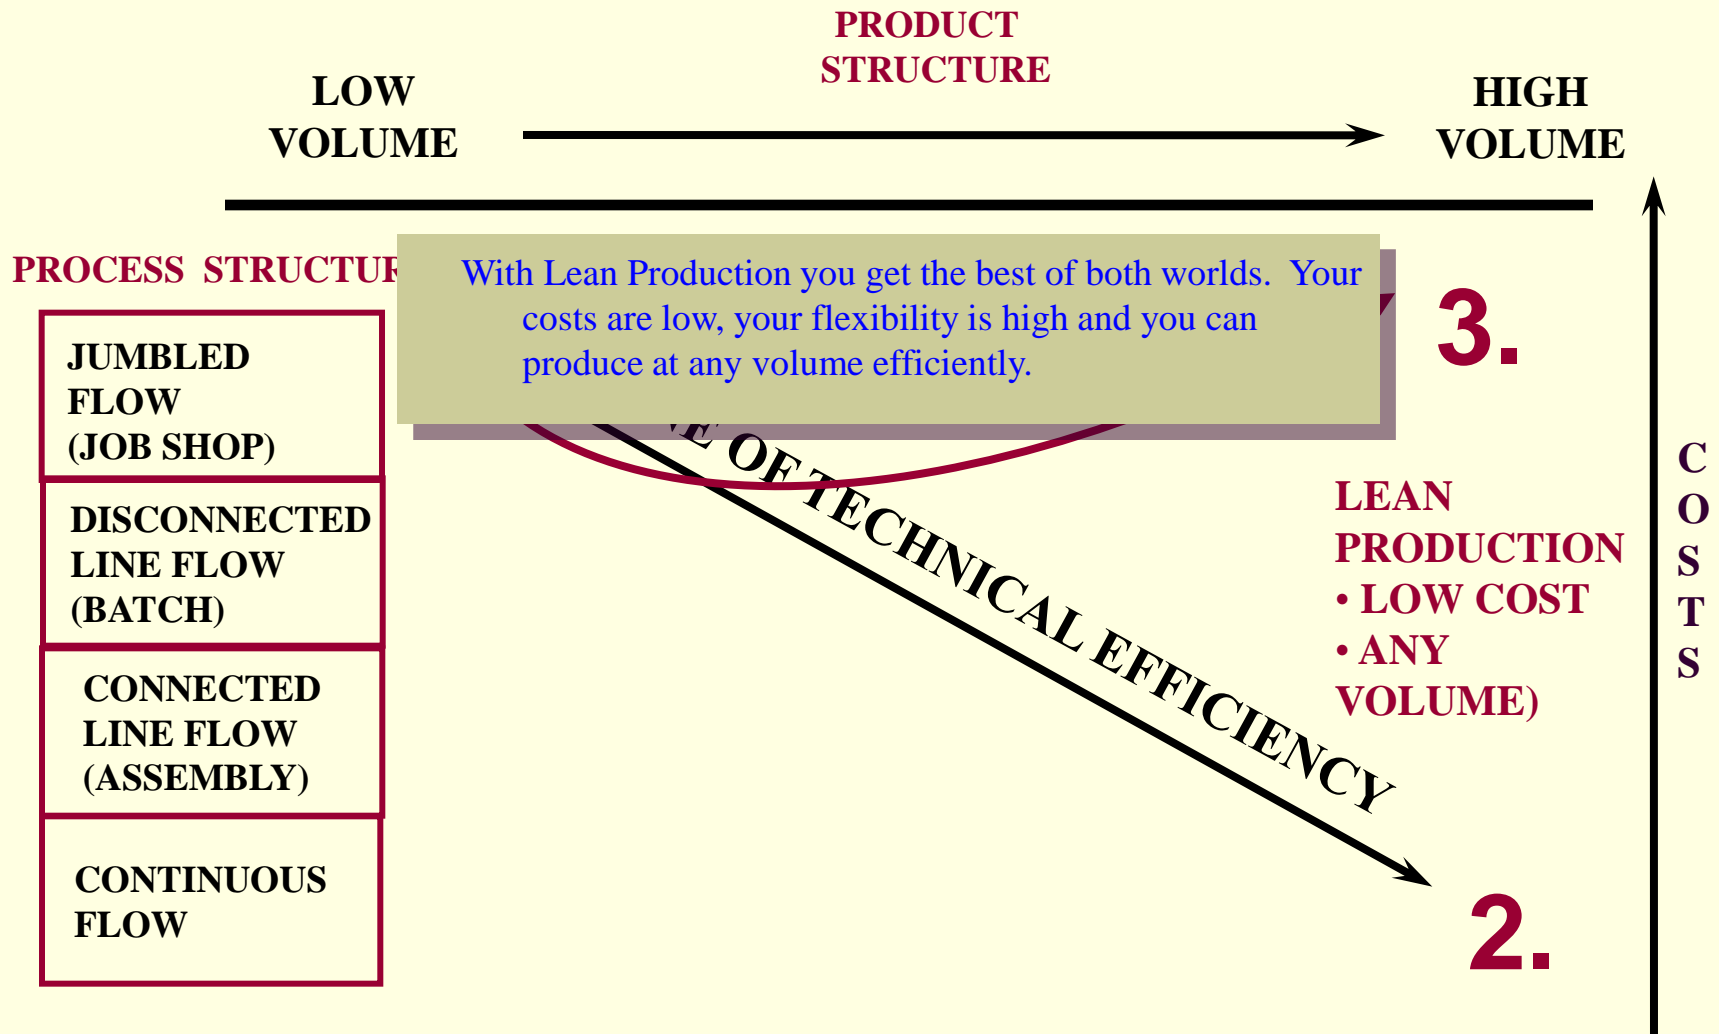 PRODUCT
STRUCTURE
LOW
VOLUME
HIGH
VOLUME
PROCESS STRUCTUR
With Lean Production you get the best of both worlds. Your
costs are low, your flexibility is high and you can
produce at any volume efficiently.
3.
JUMBLED
FLOW
(JOB SHOP)
DISCONNECTED
LINE FLOW
(BATCH)
CONNECTED
LINE FLOW
(ASSEMBLY)
CONTINUOUS
FLOW
OF TECHNICAL EFFICIENCY
LEAN
PRODUCTION
• LOW COST
• ANY
VOLUME)
2.
C
O
S
T
S